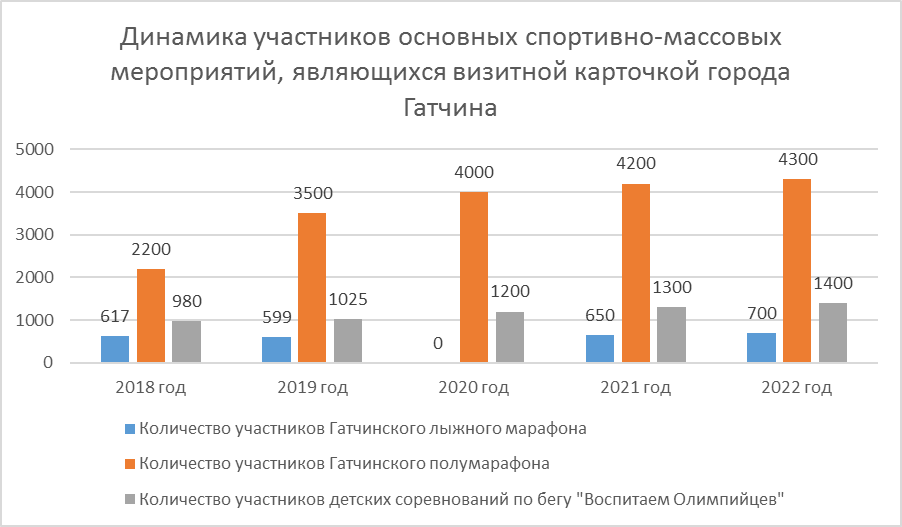 Динамика участников основных спортивно-массовых
мероприятий, являющихся визитной карточкой города
Гатчина
5000
4000
3000
2000
1000
0
617
2200
980
599
3500
1025
0
4000
1200
650
4200
1300
700
4300
1400
2018 год
2019 год
2020 год
2021 год
2022 год
Количество участников Гатчинского лыжного марафона
Количество участников Гатчинского полумарафона
Количество участников детских соревнований по бегу "Воспитаем Олимпийцев"